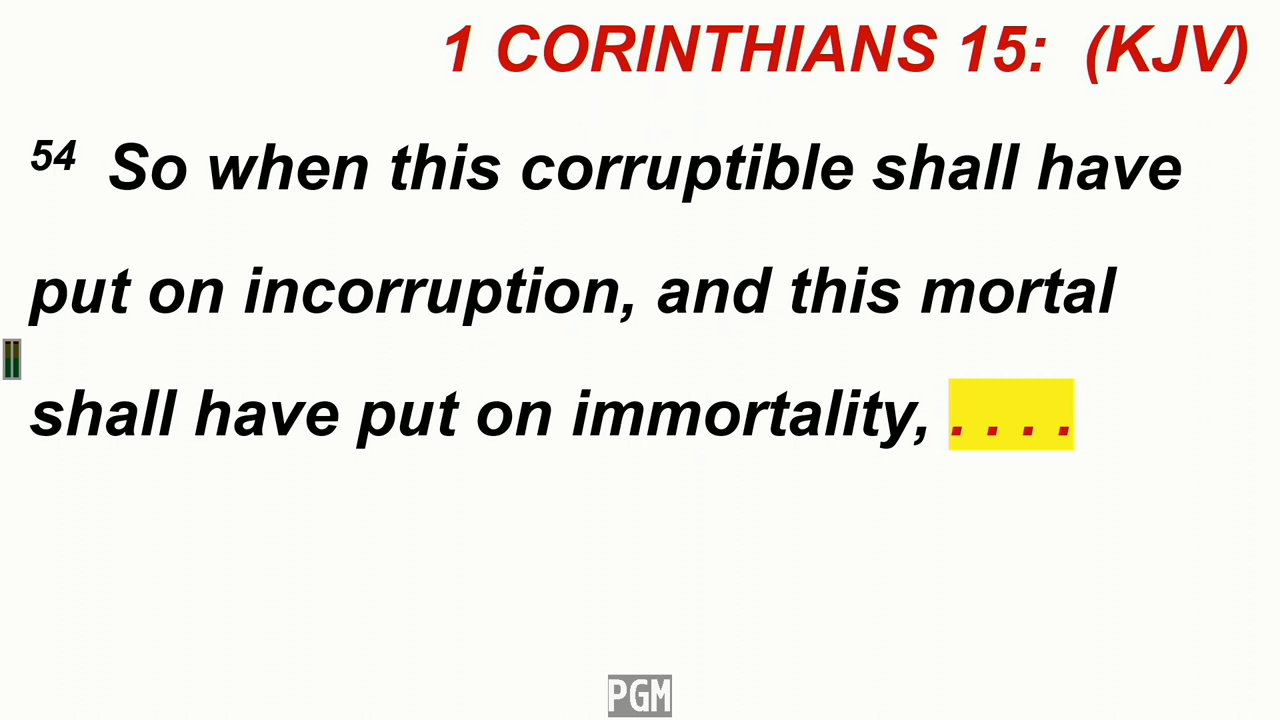 1 CORINTHIANS 15: (KJV)
54 So when this corruptible shall have
put on incorruption, and this mortal
shall have put on immortality, . . . .
PGM